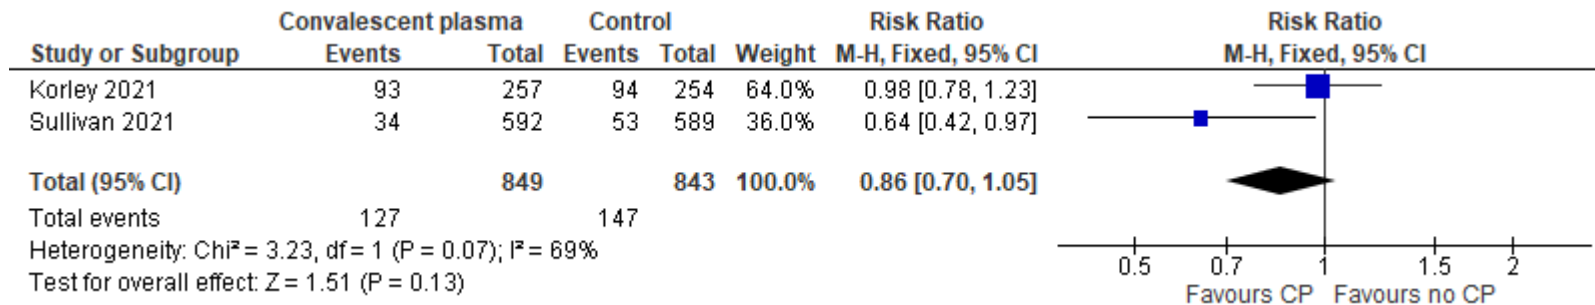 Convalescent plasma Control Risk Ratio Risk Ratio
Study or Subgroup Events Total Events Total Weight M-H, Fixed, 95% CI M-H, Fixed, 95% CI
Korley 2021 93 257 94 254 64.0% 0.98 [0.78, 1.23]
Sullivan 2021 34 592 53 589 36.0% 0.64 [0.42, 0.97]
Total (95% CI) 849 843 100.0% 0.86 [0.70, 1.05]
Total events 127 147
Heterogeneity: Chi² = 3.23, df = 1 (P = 0.07); I² = 69%
Test for overall effect: Z = 1.51 (P = 0.13)
0.5 0.7 1 1.5 2
Favours CP Favours no CP